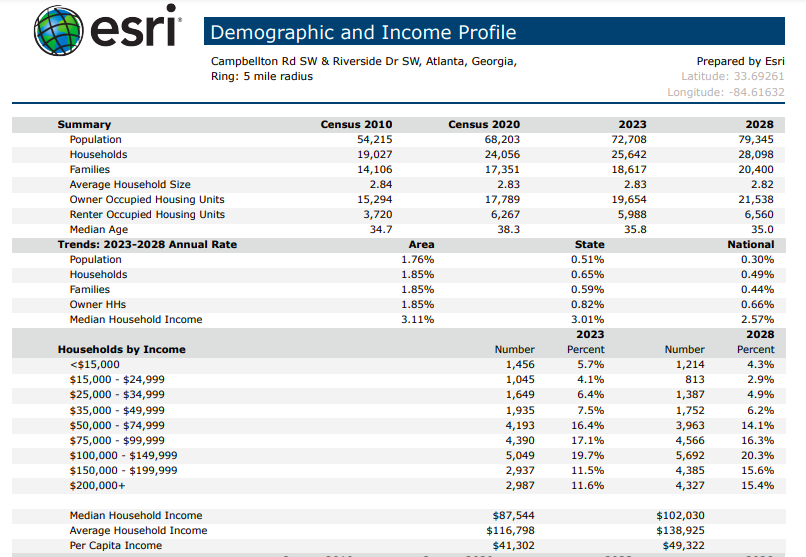 esri
Demographic and Income Profile
Campbellton Rd SW & Riverside Dr SW, Atlanta, Georgia, Prepared by Esri
Ring: 5 mile radius Latitude: 33.69261
Longitude: -84.61632
Summary Census 2010 Census 2020 2023 2028
Population 54,215 68,203 72,708 79,345
Households 19,027 24,056 25,642 28,098
Families 14,106 17,351 18,617 20,400
Average Household Size 2.84 2.83 2.83 2.82
Owner Occupied Housing Units 15,294 17,789 19,654 21,538
Renter Occupied Housing Units 3,720 6,267 5,988 6,560
Median Age 34.7 38.3 35.8 35.0
Trends: 2023-2028 Annual Rate Area State National
Population 1.76% 0.51% 0.30%
Households 1.85% 0.65% 0.49%
Families 1.85% 0.59% 0.44%
Owner HHs 1.85% 0.82% 0.66%
Median Household Income 3.11% 3.01% 2.57%
2023 2028
Households by Income Number Percent Number Percent
<$15,000 1,456 5.7% 1,214 4.3%
$15,000 - $24,999 1,045 4.1% 813 2.9%
$25,000 - $34,999 1,649 6.4% 1,387 4.9%
$35,000 - $49,999 1,935 7.5% 1,752 6.2%
$50,000 - $74,999 4,193 16.4% 3,963 14.1%
$75,000 - $99,999 4,390 17.1% 4,566 16.3%
$100,000 - $149,999 5,049 19.7% 5,692 20.3%
$150,000 - $199,999 2,937 11.5% 4,385 15.6%
$200,000+ 2,987 11.6% 4,327 15.4%
Median Household Income $87,544 $102,030
Average Household Income $116,798 $138,925
Per Capita Income $41,302 $49,322